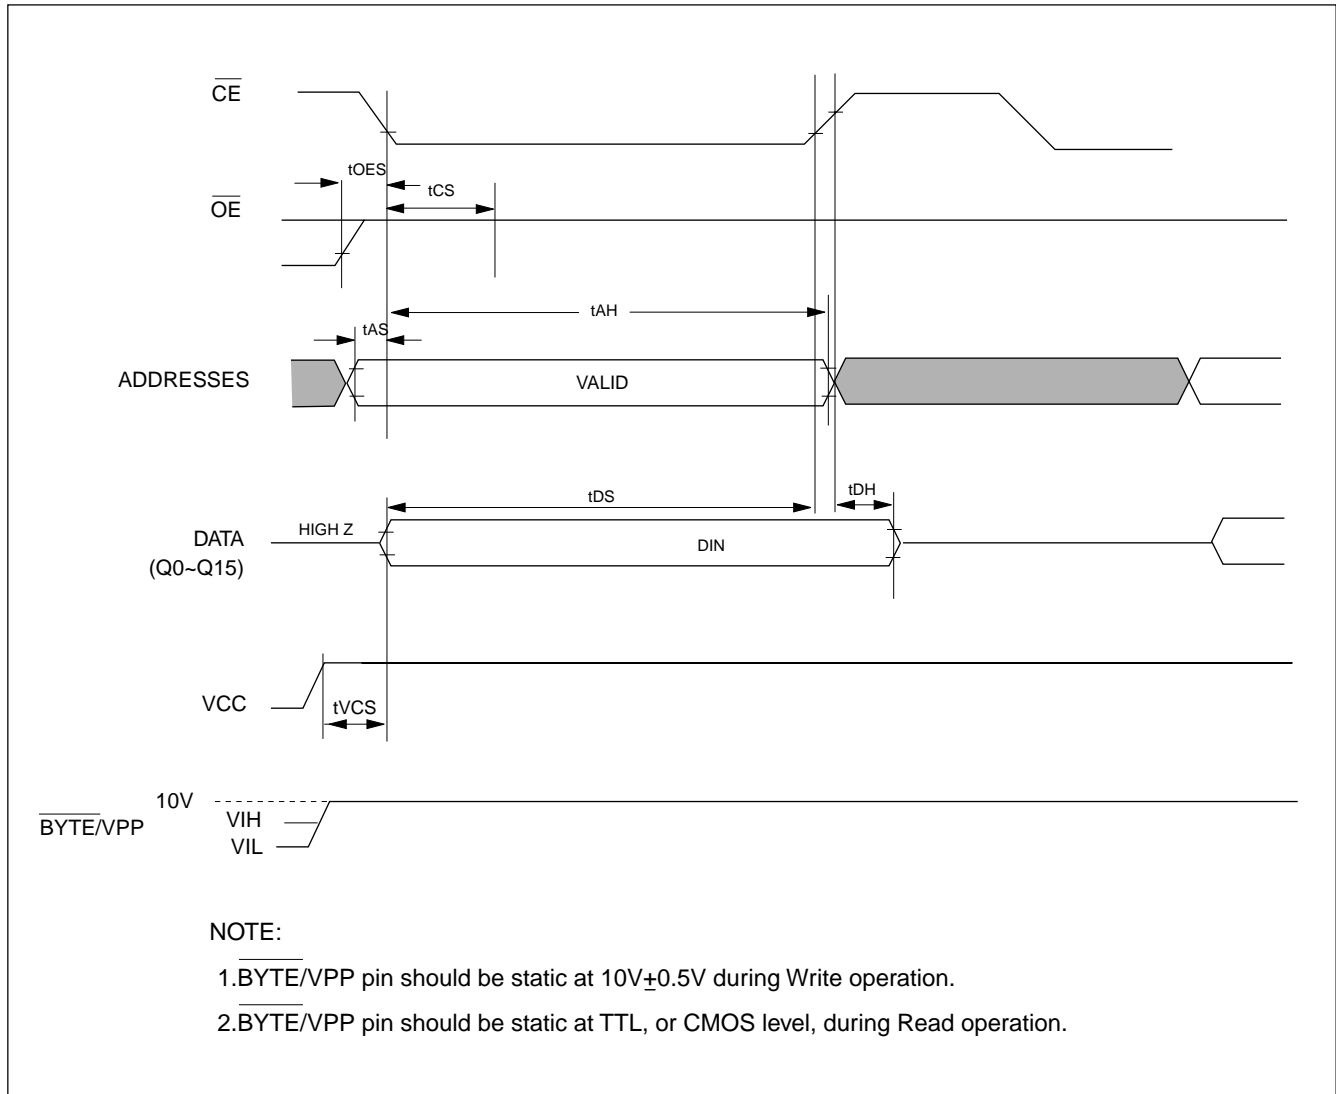 CE
tOES
tCS
OE
tAH
tAS
ADDRESSES
VALID
tDS
tDH
HIGH Z
DATA
(Q0~Q15)
DIN
VCC
tVCS
10V
BYTE/VPP
VIH
VIL
NOTE:
1.BYTE/VPP pin should be static at 10V±0.5V during Write operation.
2.BYTE/VPP pin should be static at TTL, or CMOS level, during Read operation.